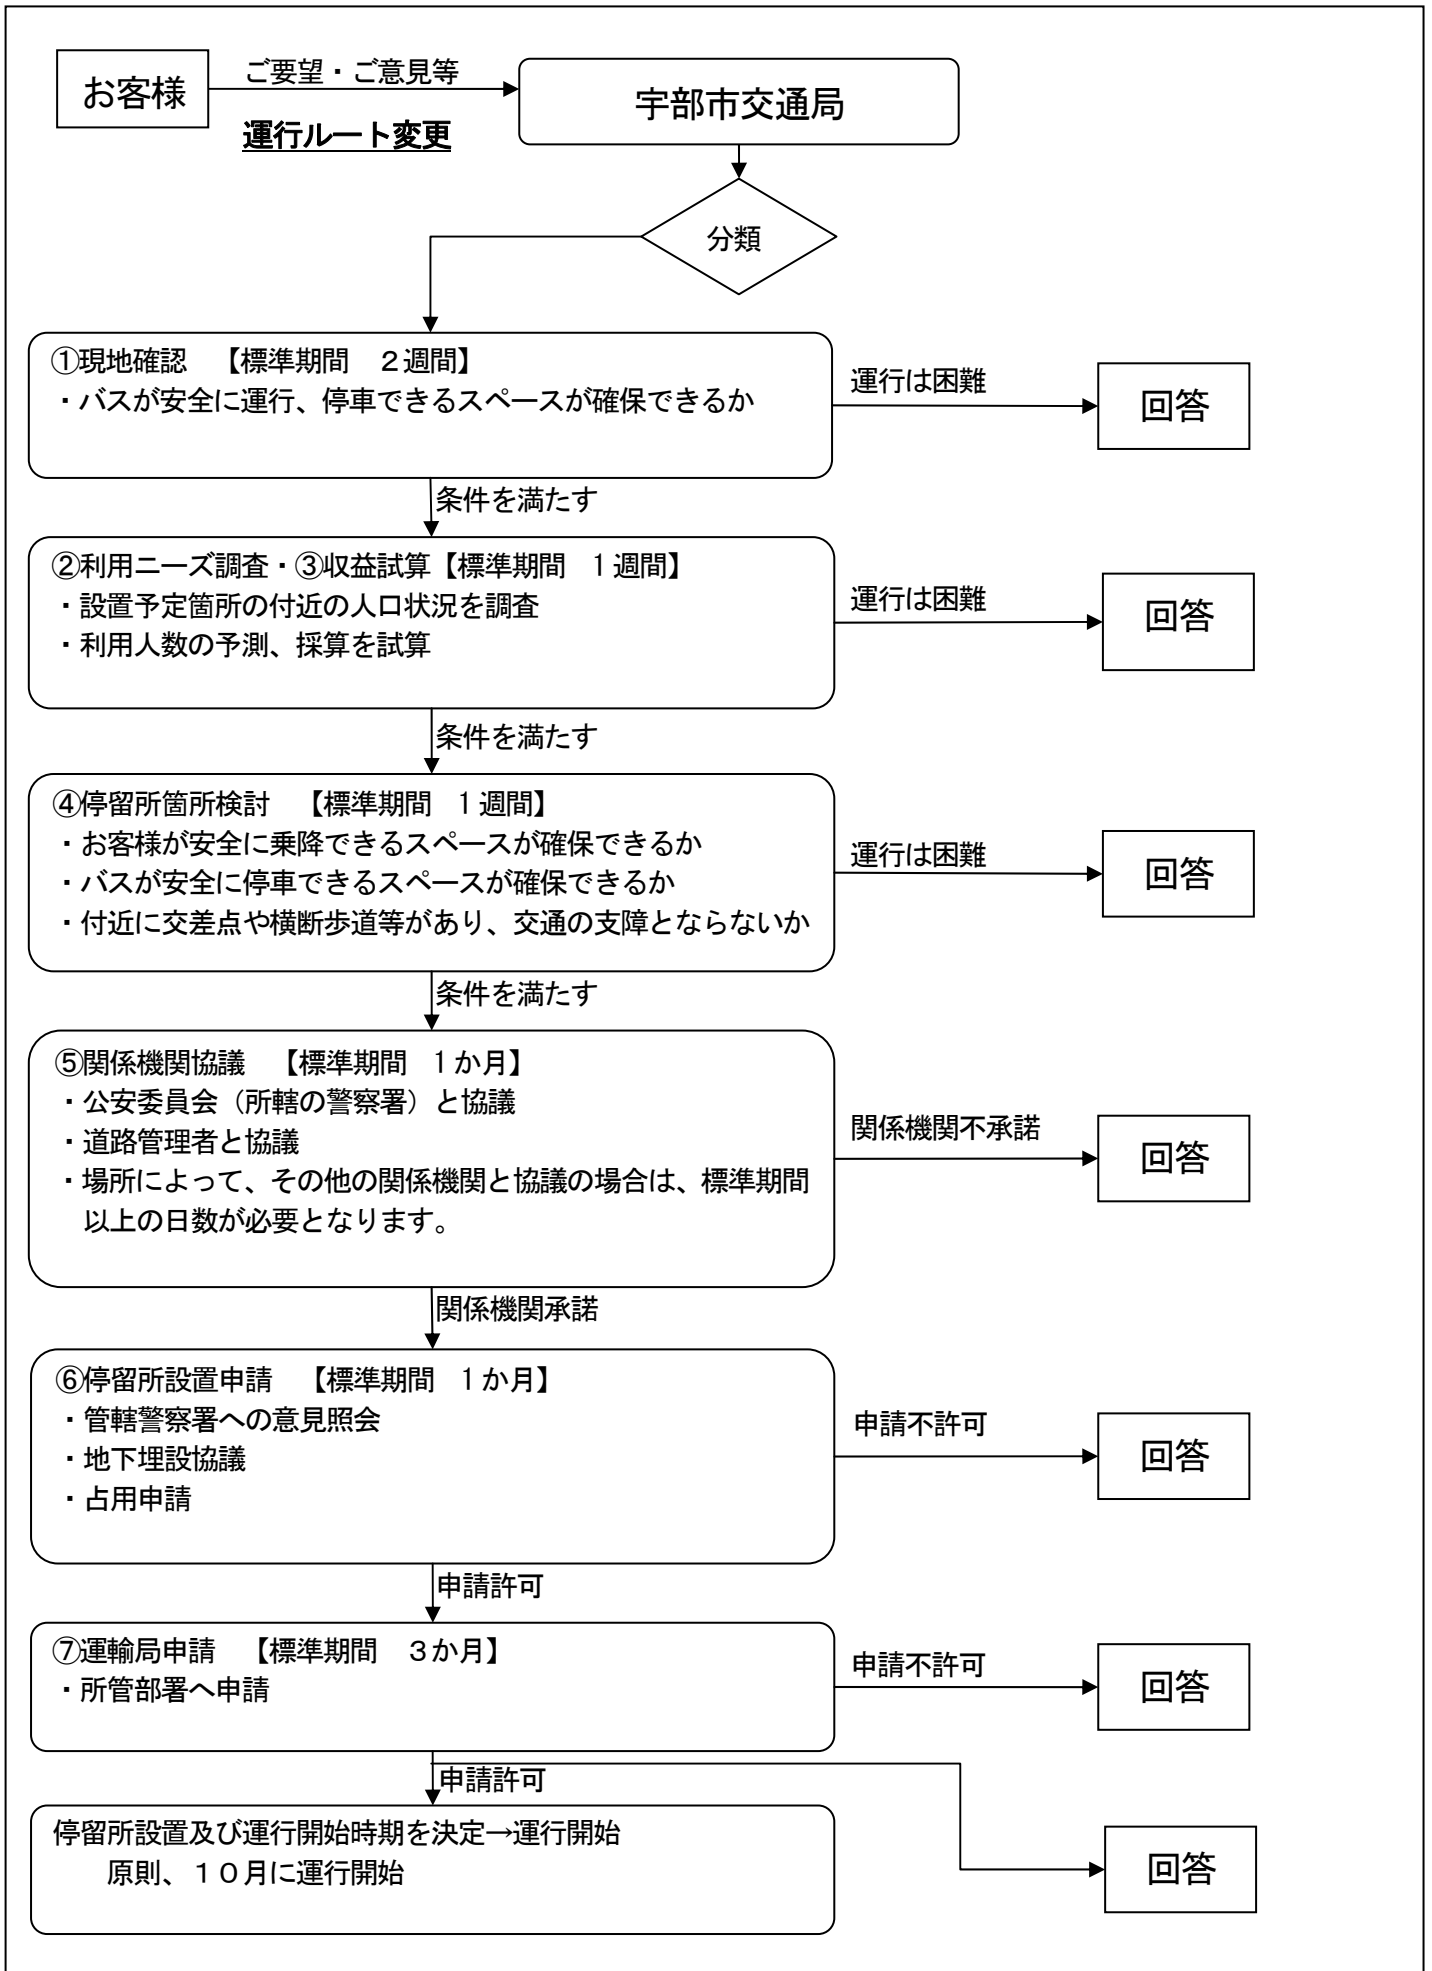 お客様
ご要望・ご意見等
運行ルート変更
宇部市交通局
分類
①現地確認　【標準期間　２週間】
・バスが安全に運行、停車できるスペースが確保できるか
運行は困難
回答
条件を満たす
②利用ニーズ調査・③収益試算【標準期間　１週間】
・設置予定箇所の付近の人口状況を調査
・利用人数の予測、採算を試算
運行は困難
回答
条件を満たす
④停留所箇所検討　【標準期間　１週間】
・お客様が安全に乗降できるスペースが確保できるか
・バスが安全に停車できるスペースが確保できるか
・付近に交差点や横断歩道等があり、交通の支障とならないか
運行は困難
回答
条件を満たす
⑤関係機関協議　【標準期間　１か月】
・公安委員会（所轄の警察署）と協議
・道路管理者と協議
・場所によって、その他の関係機関と協議の場合は、標準期間
以上の日数が必要となります。
関係機関不承諾
回答
関係機関承諾
⑥停留所設置申請　【標準期間　１か月】
・管轄警察署への意見照会
・地下埋設協議
・占用申請
申請不許可
回答
申請許可
⑦運輸局申請　【標準期間　３か月】
・所管部署へ申請
申請不許可
回答
申請許可
停留所設置及び運行開始時期を決定→運行開始
原則、１０月に運行開始
回答